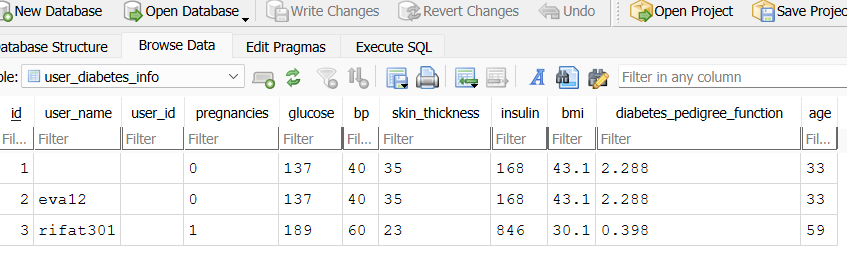 New Database Open Database Write Changes Revert Changes Undo Open Project Save Projec
atabase Structure Browse Data Edit Pragmas Execute SQL
le: user_diabetes_info Filter in any column
id user_name user_id pregnancies glucose bp skin_thickness insulin bmi diabetes_pedigree_function age
Fil... Filter Filter Filter Filter Fil... Filter Filter Filter Filter Fil...
1 0 137 40 35 168 43.1 2.288 33
2 eva12 0 137 40 35 168 43.1 2.288 33
3 rifat301 1 189 60 23 846 30.1 0.398 59